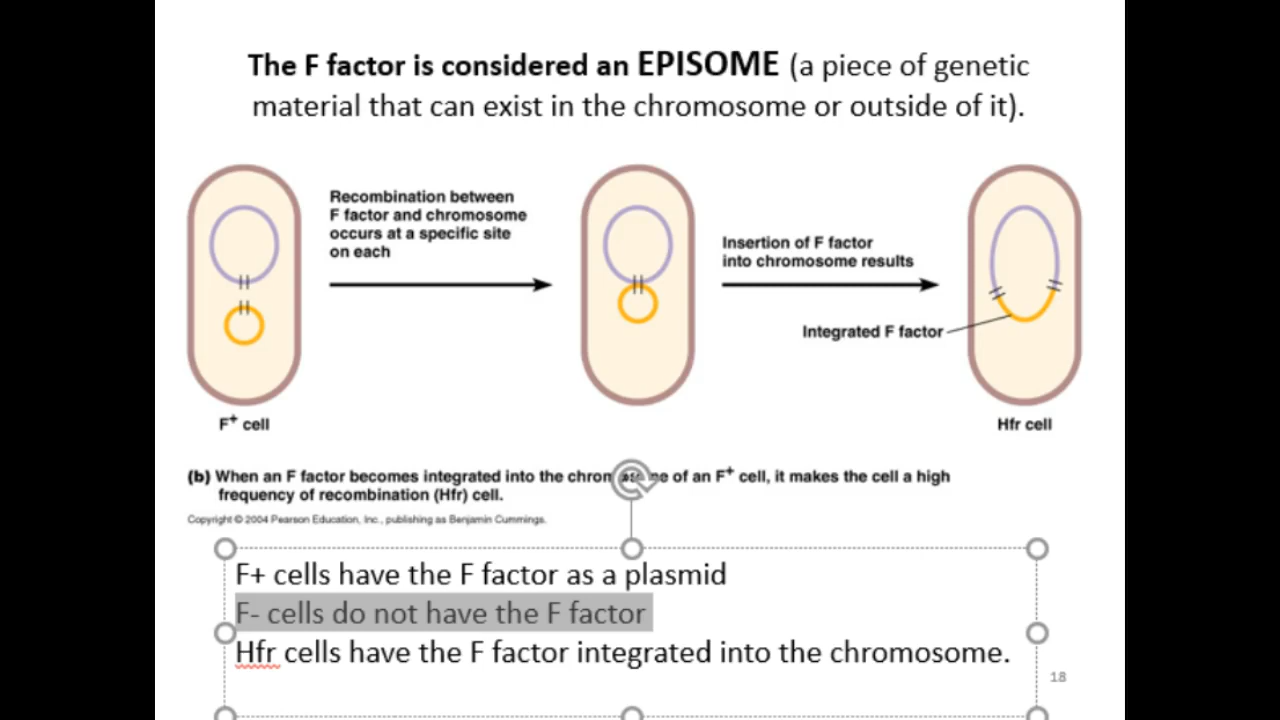 The F factor is considered an EPISOME (a piece of genetic
material that can exist in the chromosome or outside of it).
Recombination between
F factor and chromosome
occurs at a specific site
on each
Insertion of F factor
into chromosome results
Integrated F factor
F+ cell
Hfr cell
(b) When an F factor becomes integrated into the chromosome of an F+ cell, it makes the cell a high
frequency of recombination (Hfr) cell.
Copyright © 2004 Pearson Education, Inc., publishing as Benjamin Cummings.
F+ cells have the F factor as a plasmid
F- cells do not have the F factor
Hfr cells have the F factor integrated into the chromosome.
18